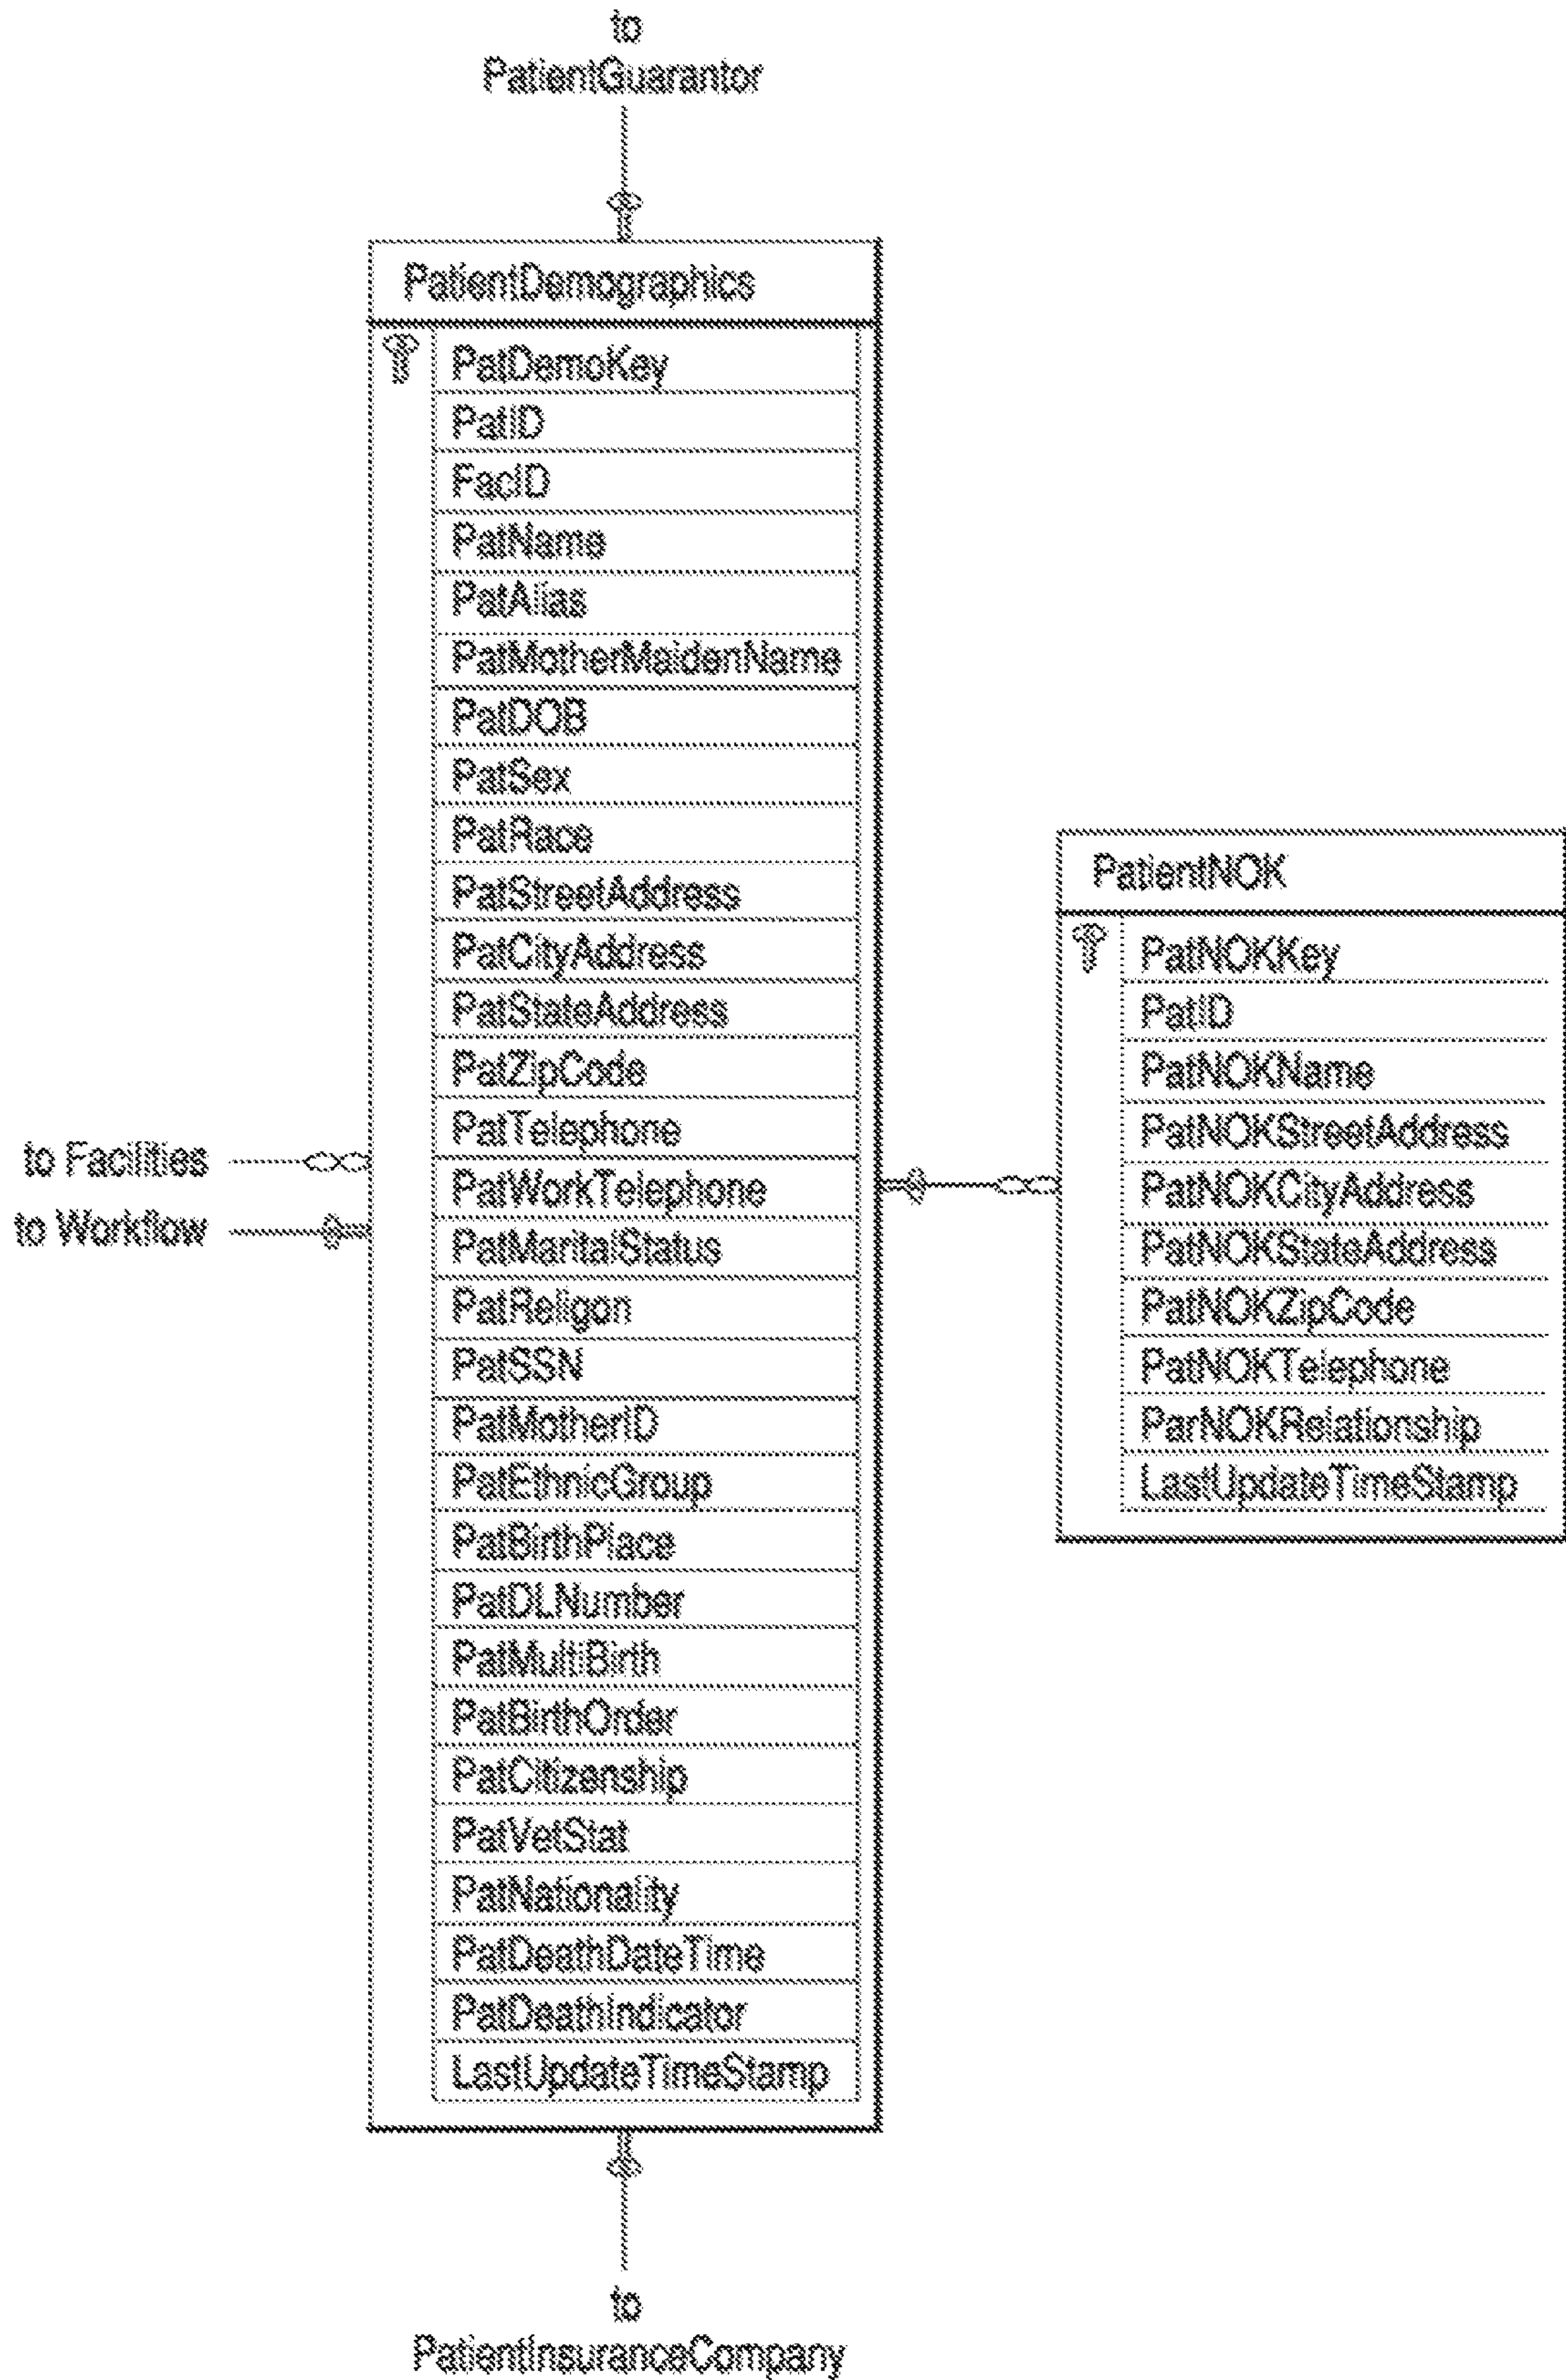 to
PatientGuarantor
PatientDemographics
PatDemoKey
PatID
FacID
PatName
PatAlias
PatMotherMaidenName
PatDOB
PatSex
PatRace
PatStreetAddress
PatCityAddress
PatStateAddress
PatZipCode
PatTelephone
PatWorkTelephone
PatMaritalStatus
PatReligon
PatSSN
PatMotherID
PatEthnicGroup
PatBirthPlace
PatDLNumber
PatMultiBirth
PatBirthOrder
PatCitizenship
PatVetStat
PatNationality
PatDeathDateTime
PatDeathIndicator
LastUpdateTimeStamp
to Facilities
to Workflow
PatientNOK
PatNOKKey
PatID
PatNOKName
PatNOKStreetAddress
PatNOKCityAddress
PatNOKStateAddress
PatNOKZipCode
PatNOKTelephone
ParNOKRelationship
LastUpdateTimeStamp
to
PatientInsuranceCompany